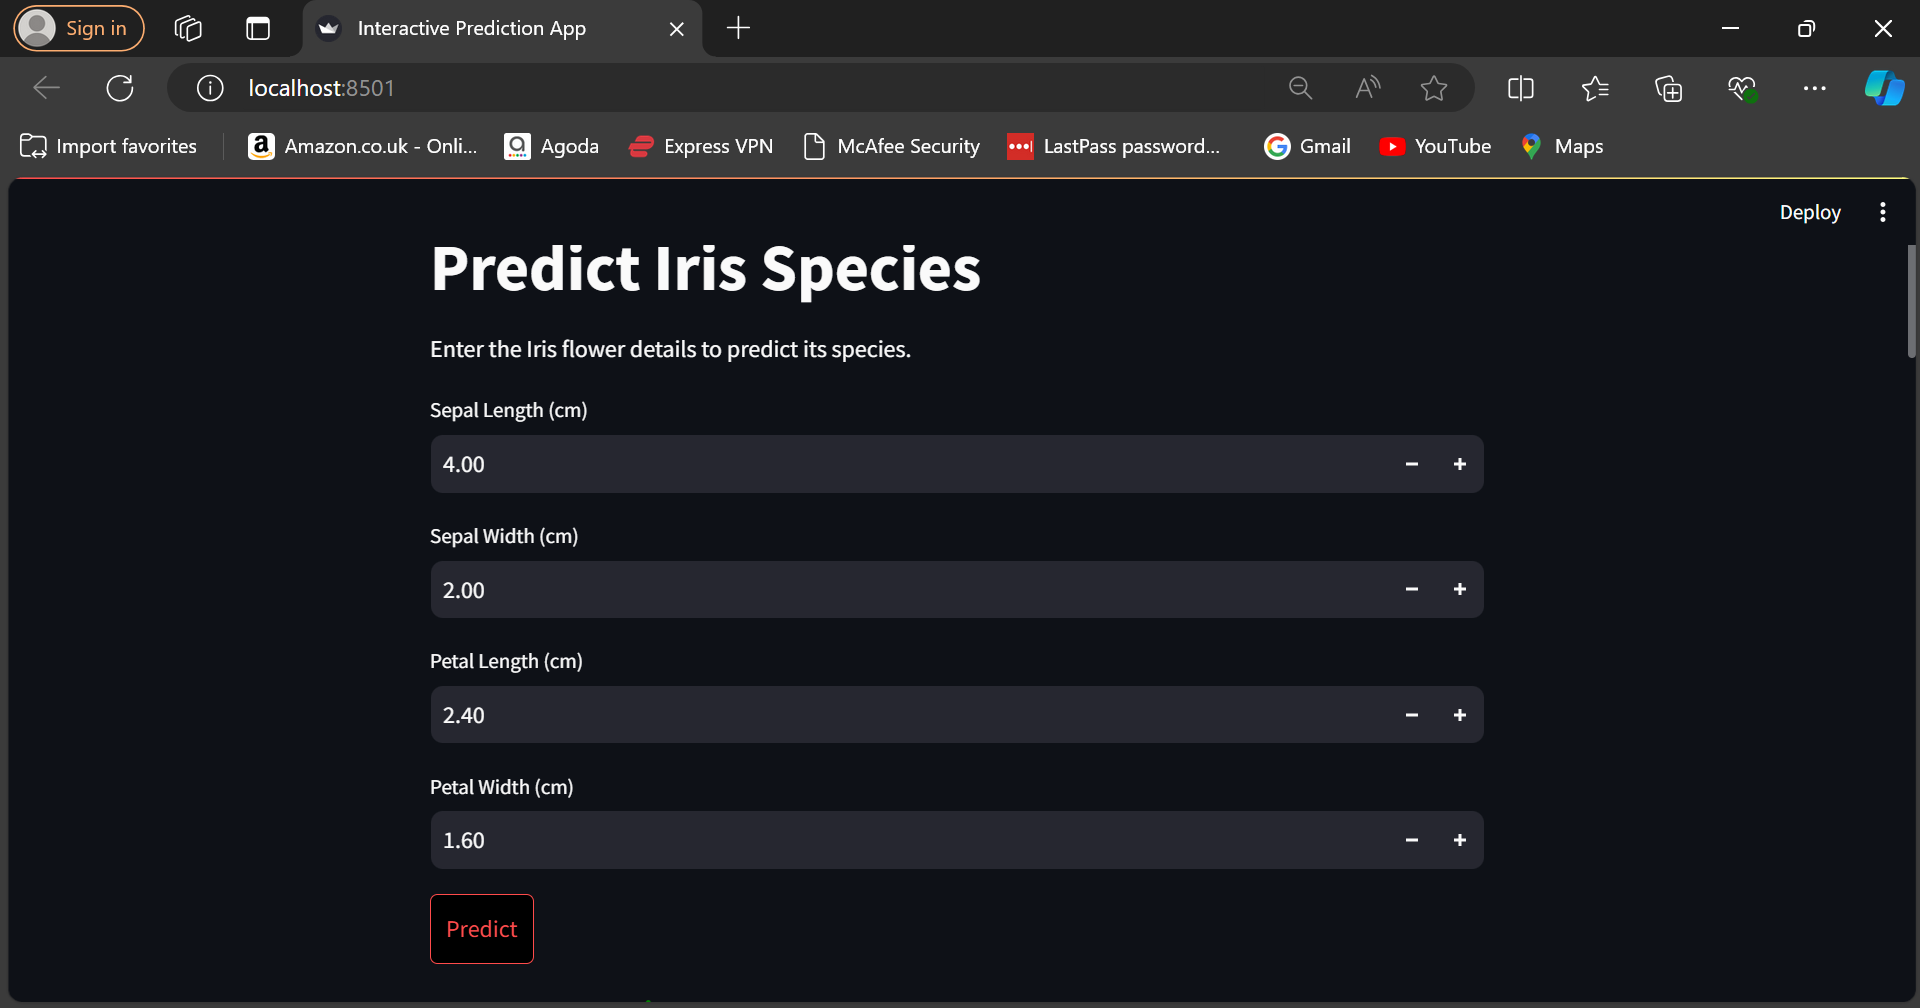 Sign in
Interactive Prediction App
localhost:8501
Import favorites
Amazon.co.uk - Onli...
Agoda
Express VPN
McAfee Security
LastPass password...
Gmail
YouTube
Maps
Deploy
Predict Iris Species
Enter the Iris flower details to predict its species.
Sepal Length (cm)
4.00
Sepal Width (cm)
2.00
Petal Length (cm)
2.40
Petal Width (cm)
1.60
Predict